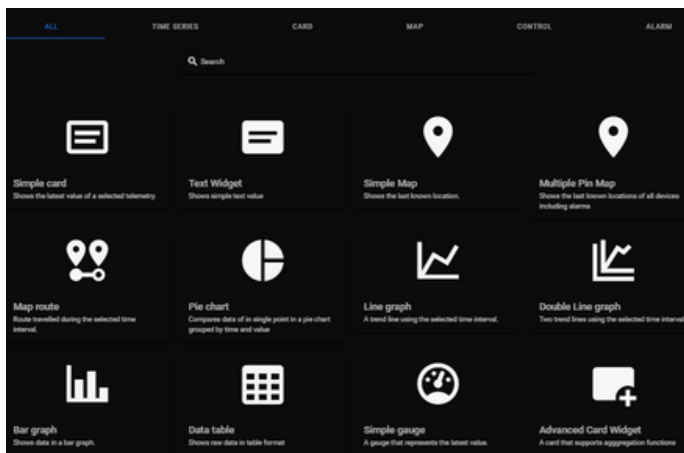 ALL TIME SERIES CARD MAP CONTROL ALARM
Search
Simple card
Shows the latest value of a selected telemetry.
Text Widget
Shows simple text value
Simple Map
Shows the last known location.
Multiple Pin Map
Shows the last known locations of all devices
including alarms
Map route
Route travelled during the selected time
interval.
Pie chart
Compares data of in single point in a pie chart
grouped by time and value
Line graph
A trend line using the selected time interval.
Double Line graph
Two trend lines using the selected time interval
Bar graph
Shows data in a bar graph.
Data table
Shows raw data in table format
Simple gauge
A gauge that represents the latest value.
Advanced Card Widget
A card that supports agggregation functions